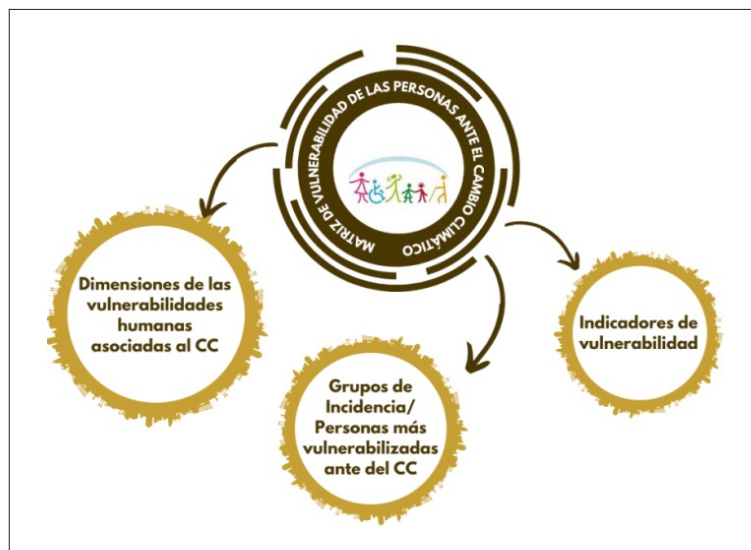 MATRIZ DE VULNERABILIDAD DE LAS PERSONAS ANTE EL CAMBIO CLIMÁTICO
Dimensiones de las
vulnerabilidades
humanas
asociadas al CC
Grupos de
Incidencia/
Personas más
vulnerabilizadas
ante del CC
Indicadores de
vulnerabilidad